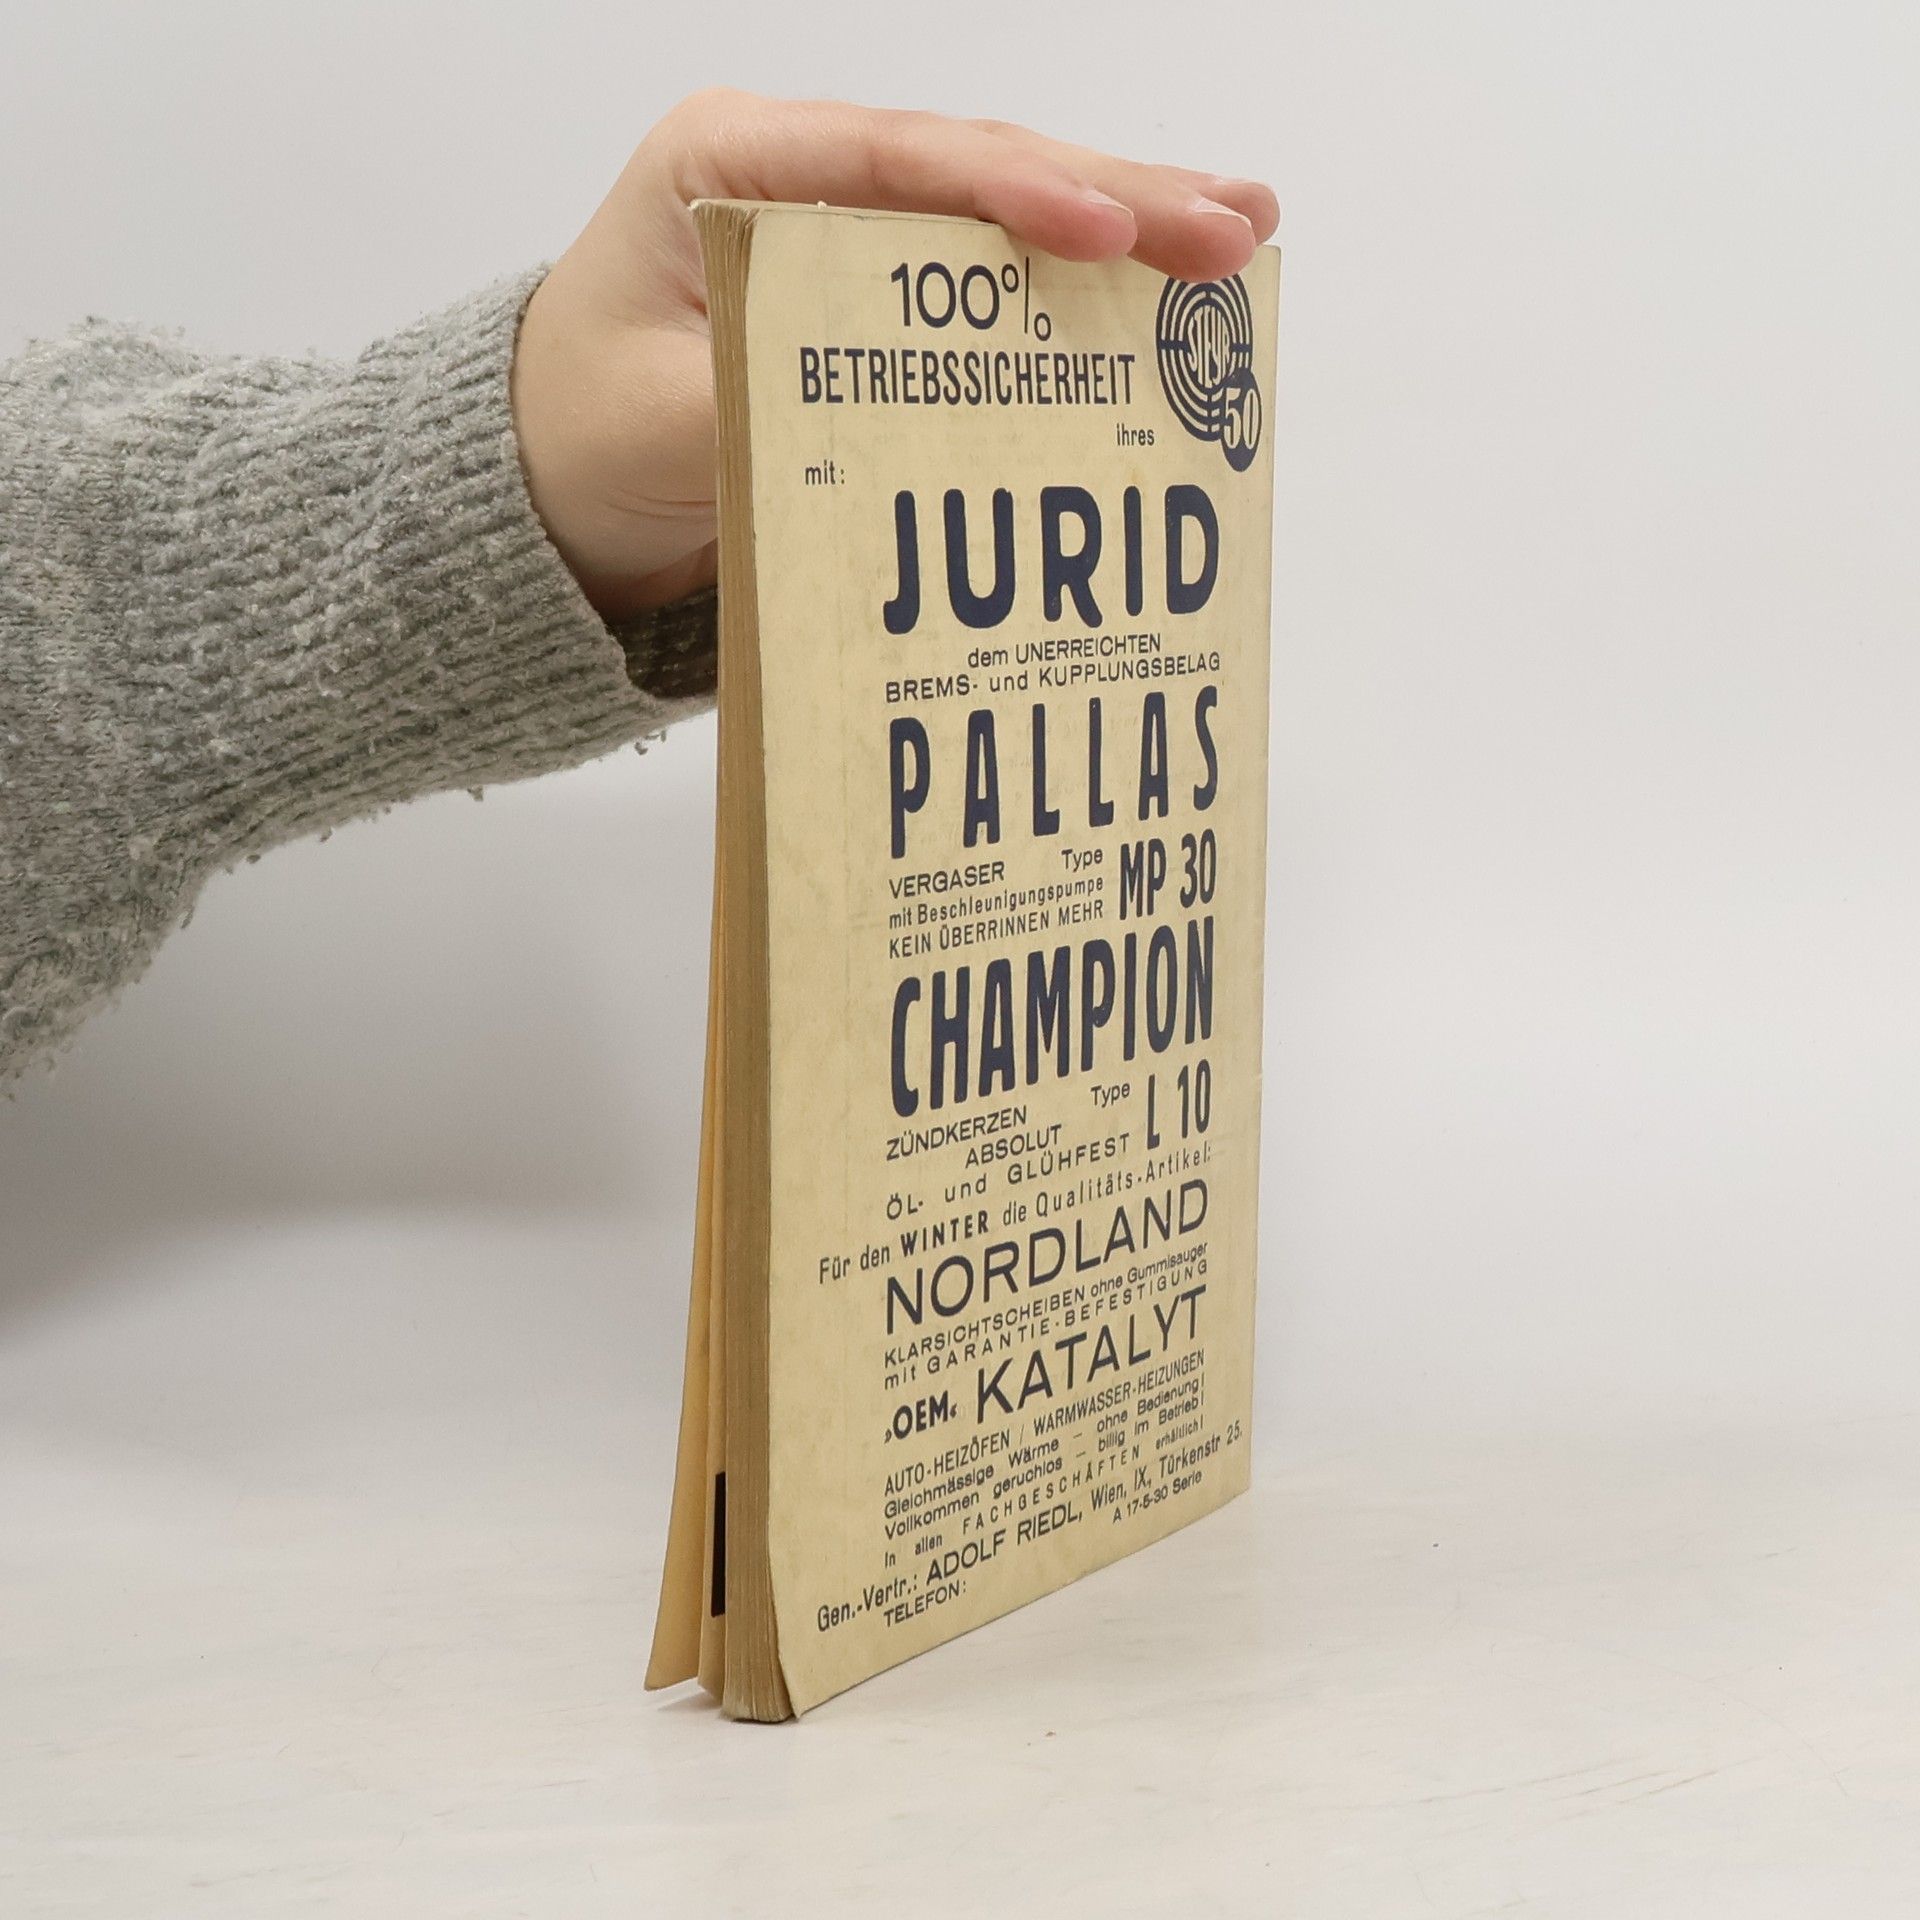 100%
BETRIEBSSICHERHEIT
STEYR
50
ihres
mit:
JURID
dem UNERREICHTEN
BREMS- und KUPPLUNGSBELAG
PALLAS
VERGASER Type MP 30
mit Beschleunigungspumpe
KEIN ÜBERRINNEN MEHR
CHAMPION
ZÜNDKERZEN Type L 10
ABSOLUT
ÖL- und GLÜHFEST
Für den WINTER die Qualitäts-Artikel:
NORDLAND
KLARSICHTSCHEIBEN ohne Gummisauger
mit GARANTIE-BEFESTIGUNG
„OEM“ KATALYT
AUTO-HEIZÖFEN / WARMWASSER-HEIZUNGEN
Gleichmässige Wärme – ohne Bedienung!
Vollkommen geruchlos – billig im Betrieb!
In allen FACHGESCHÄFTEN erhältlich!
Gen.-Vertr.: ADOLF RIEDL, Wien, IX., Türkenstr 25.
TELEFON: A 17-5-30 Serie